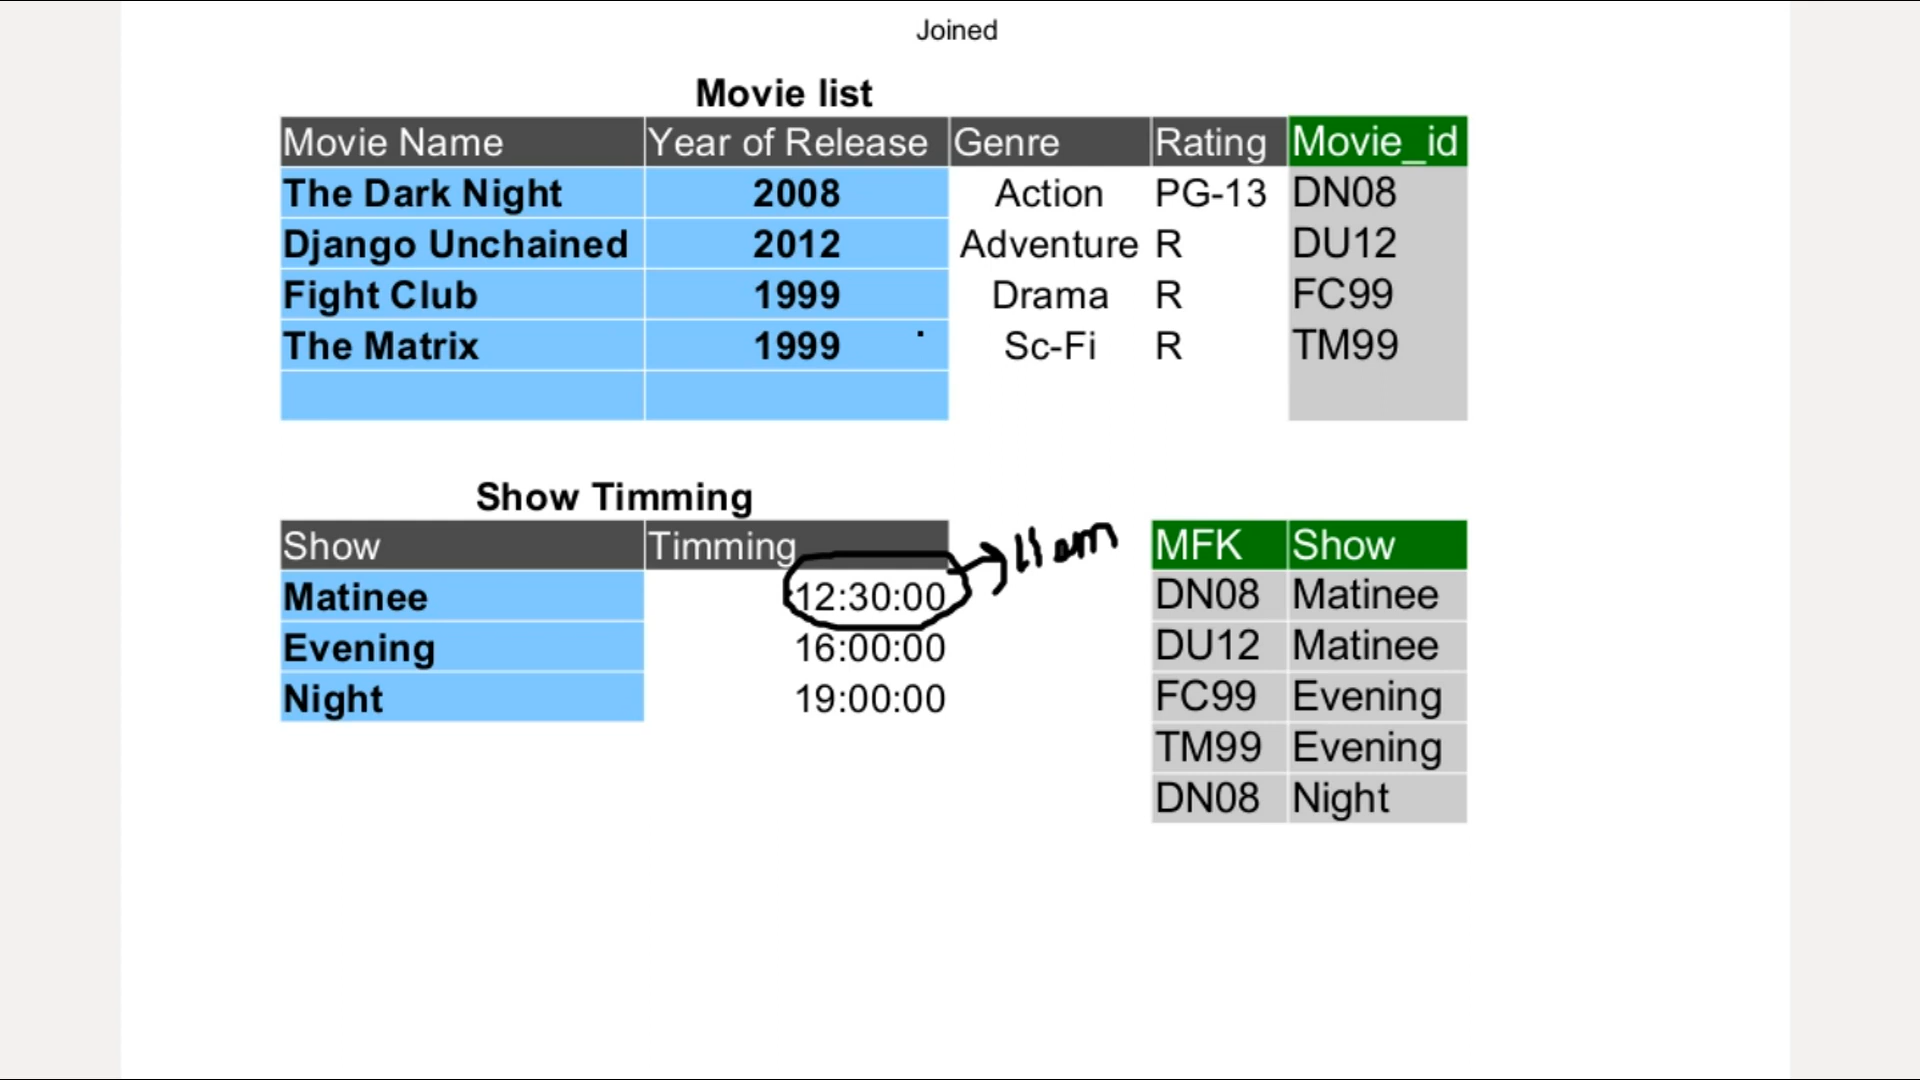 Joined
Movie list
Movie Name Year of Release Genre Rating Movie_id
The Dark Night 2008 Action PG-13 DN08
Django Unchained 2012 Adventure R DU12
Fight Club 1999 Drama R FC99
The Matrix 1999 Sc-Fi R TM99
Show Timming
Show Timming
Matinee 12:30:00
Evening 16:00:00
Night 19:00:00
11 am
MFK Show
DN08 Matinee
DU12 Matinee
FC99 Evening
TM99 Evening
DN08 Night